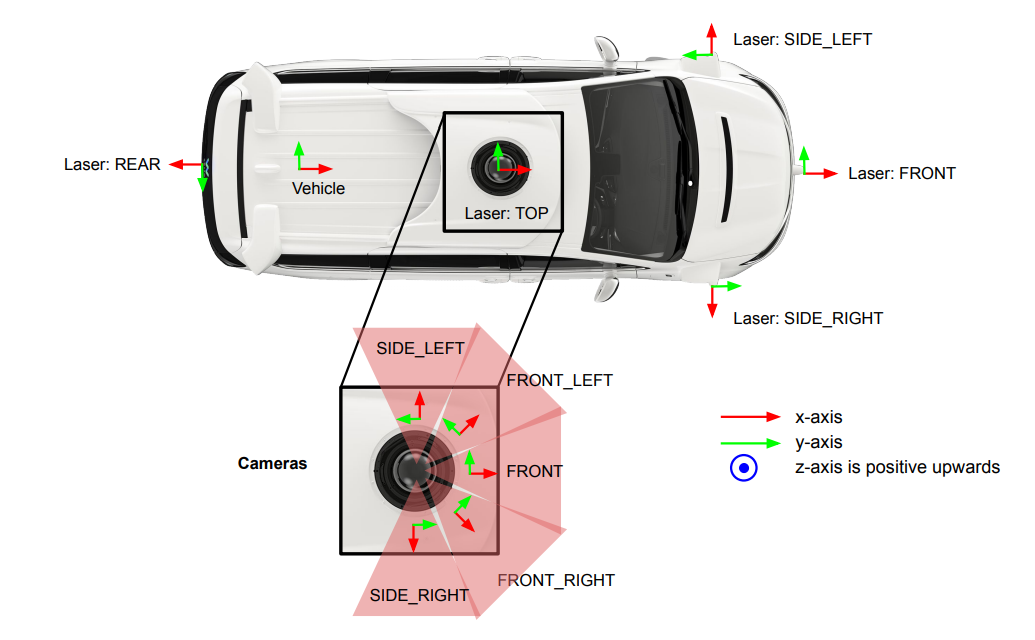 Laser: SIDE_LEFT
Laser: REAR
Vehicle
Laser: TOP
Laser: FRONT
Laser: SIDE_RIGHT
SIDE_LEFT
FRONT_LEFT
Cameras
FRONT
FRONT_RIGHT
SIDE_RIGHT
x-axis
y-axis
z-axis is positive upwards